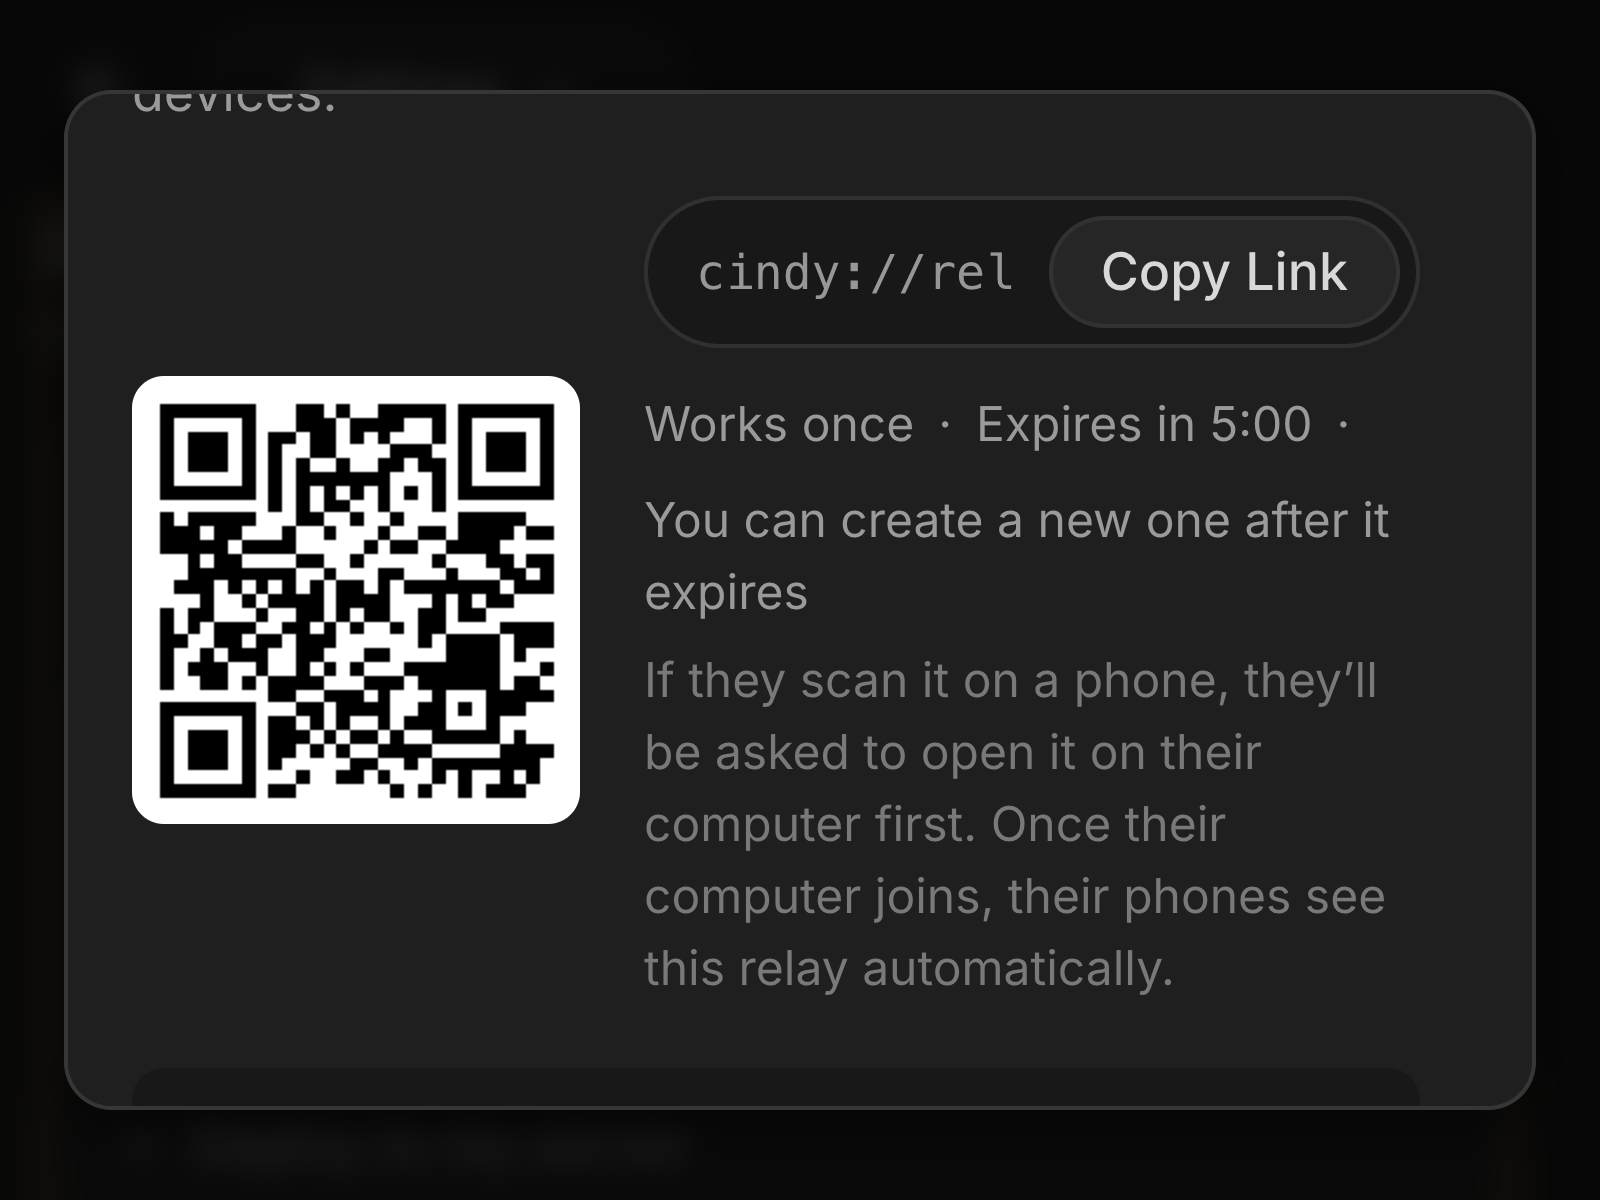 devices.
cindy://rel
Copy Link
Works once · Expires in 5:00 ·
You can create a new one after it
expires
If they scan it on a phone, they’ll
be asked to open it on their
computer first. Once their
computer joins, their phones see
this relay automatically.